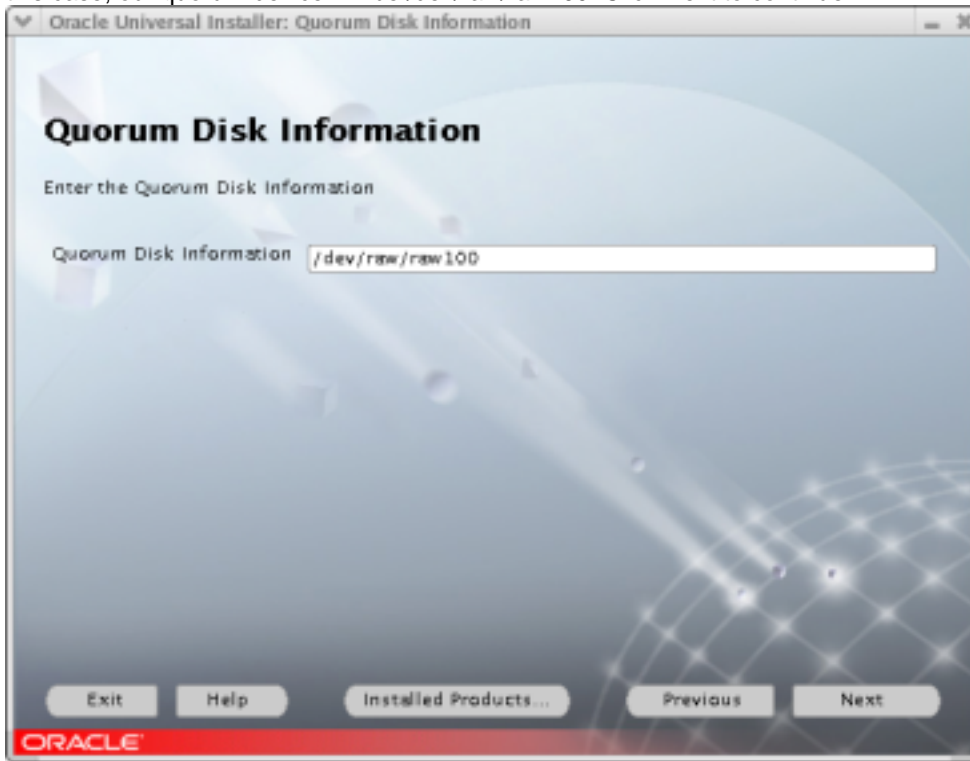 Oracle Universal Installer: Quorum Disk Information
Quorum Disk Information
Enter the Quorum Disk Information
Quorum Disk Information /dev/raw/raw100
Exit Help Installed Products... Previous Next
ORACLE